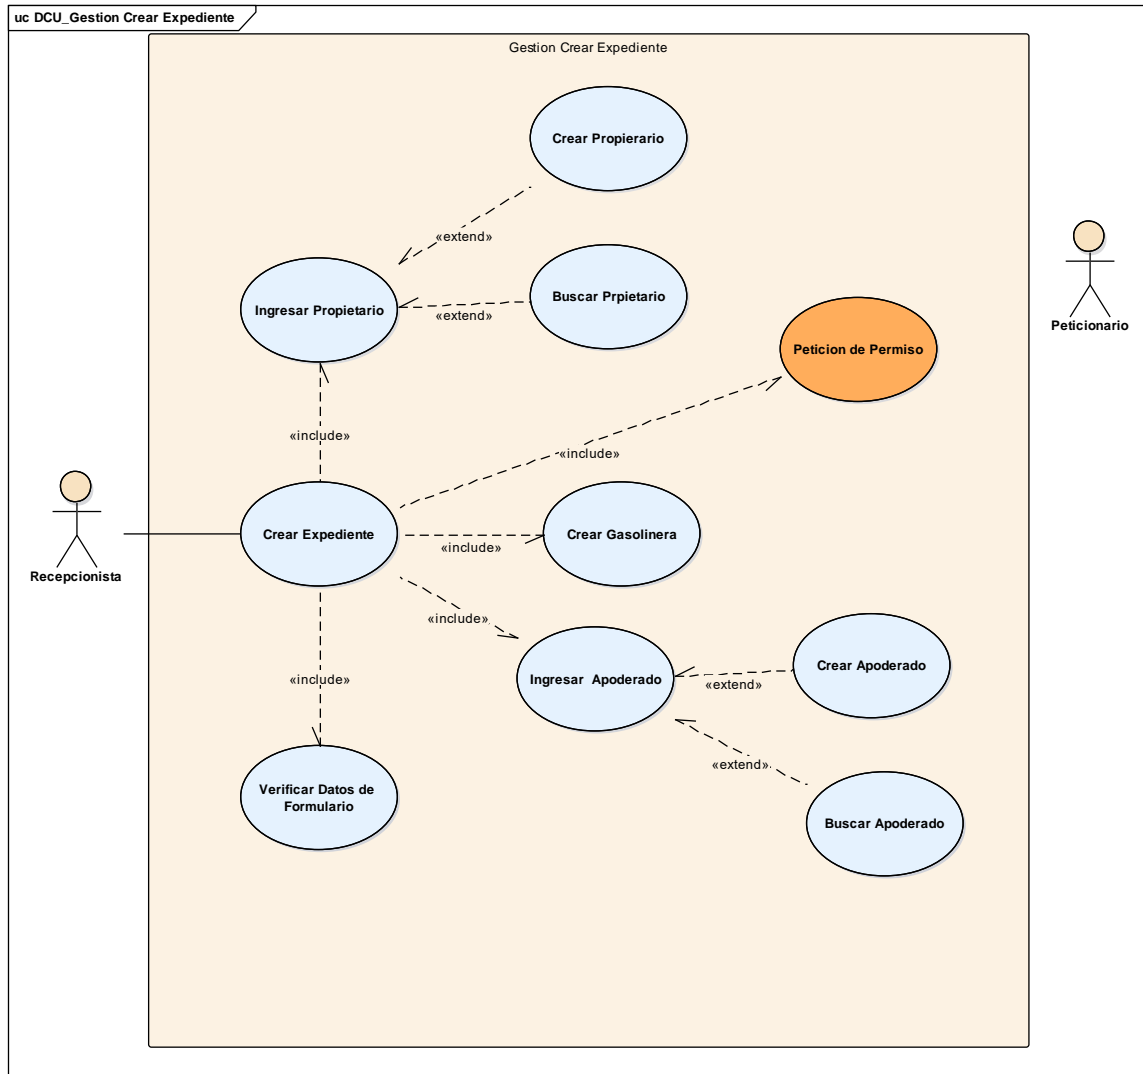 uc DCU_Gestion Crear Expediente
Gestion Crear Expediente
Crear Propierario
«extend»
Ingresar Propietario
Buscar Prpietario
«extend»
Peticionario
Peticion de Permiso
«include»
«include»
Recepcionista
Crear Expediente
Crear Gasolinera
«include»
«include»
Ingresar  Apoderado
Crear Apoderado
«extend»
«include»
«extend»
Verificar Datos de
Formulario
Buscar Apoderado